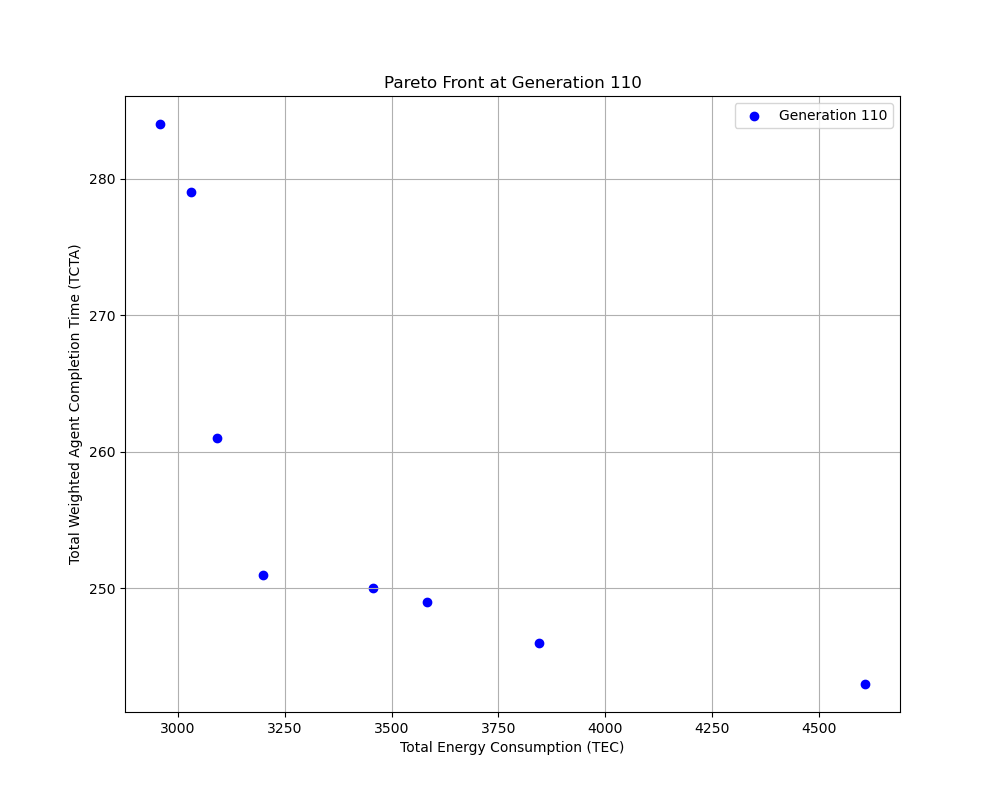 Pareto Front at Generation 110
Generation 110
Total Weighted Agent Completion Time (TCTA)
280
270
260
250
3000 3250 3500 3750 4000 4250 4500
Total Energy Consumption (TEC)